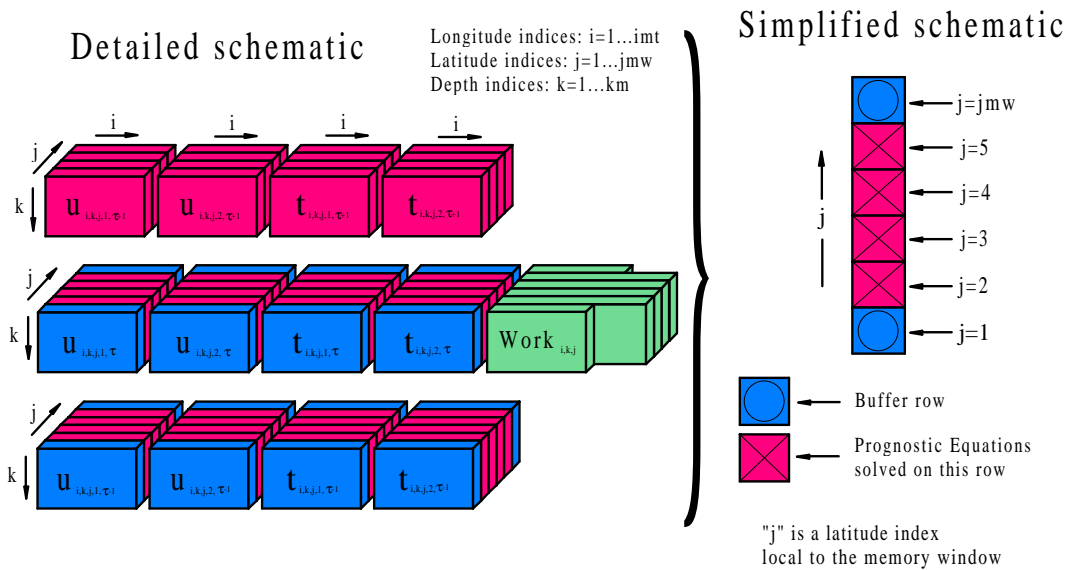 Detailed schematic
Longitude indices: i=1...imt
Latitude indices: j=1...jmw
Depth indices: k=1...km
i i i i
j
k
u i,k,j,1,τ+1 u i,k,j,2,τ+1 t i,k,j,1,τ+1 t i,k,j,2,τ+1
j
k
u i,k,j,1,τ u i,k,j,2,τ t i,k,j,1,τ t i,k,j,2,τ Work i,k,j
j
k
u i,k,j,1,τ-1 u i,k,j,2,τ-1 t i,k,j,1,τ-1 t i,k,j,2,τ-1
Simplified schematic
j=jmw
j=5
j=4
j
j=3
j=2
j=1
Buffer row
Prognostic Equations
solved on this row
"j" is a latitude index
local to the memory window